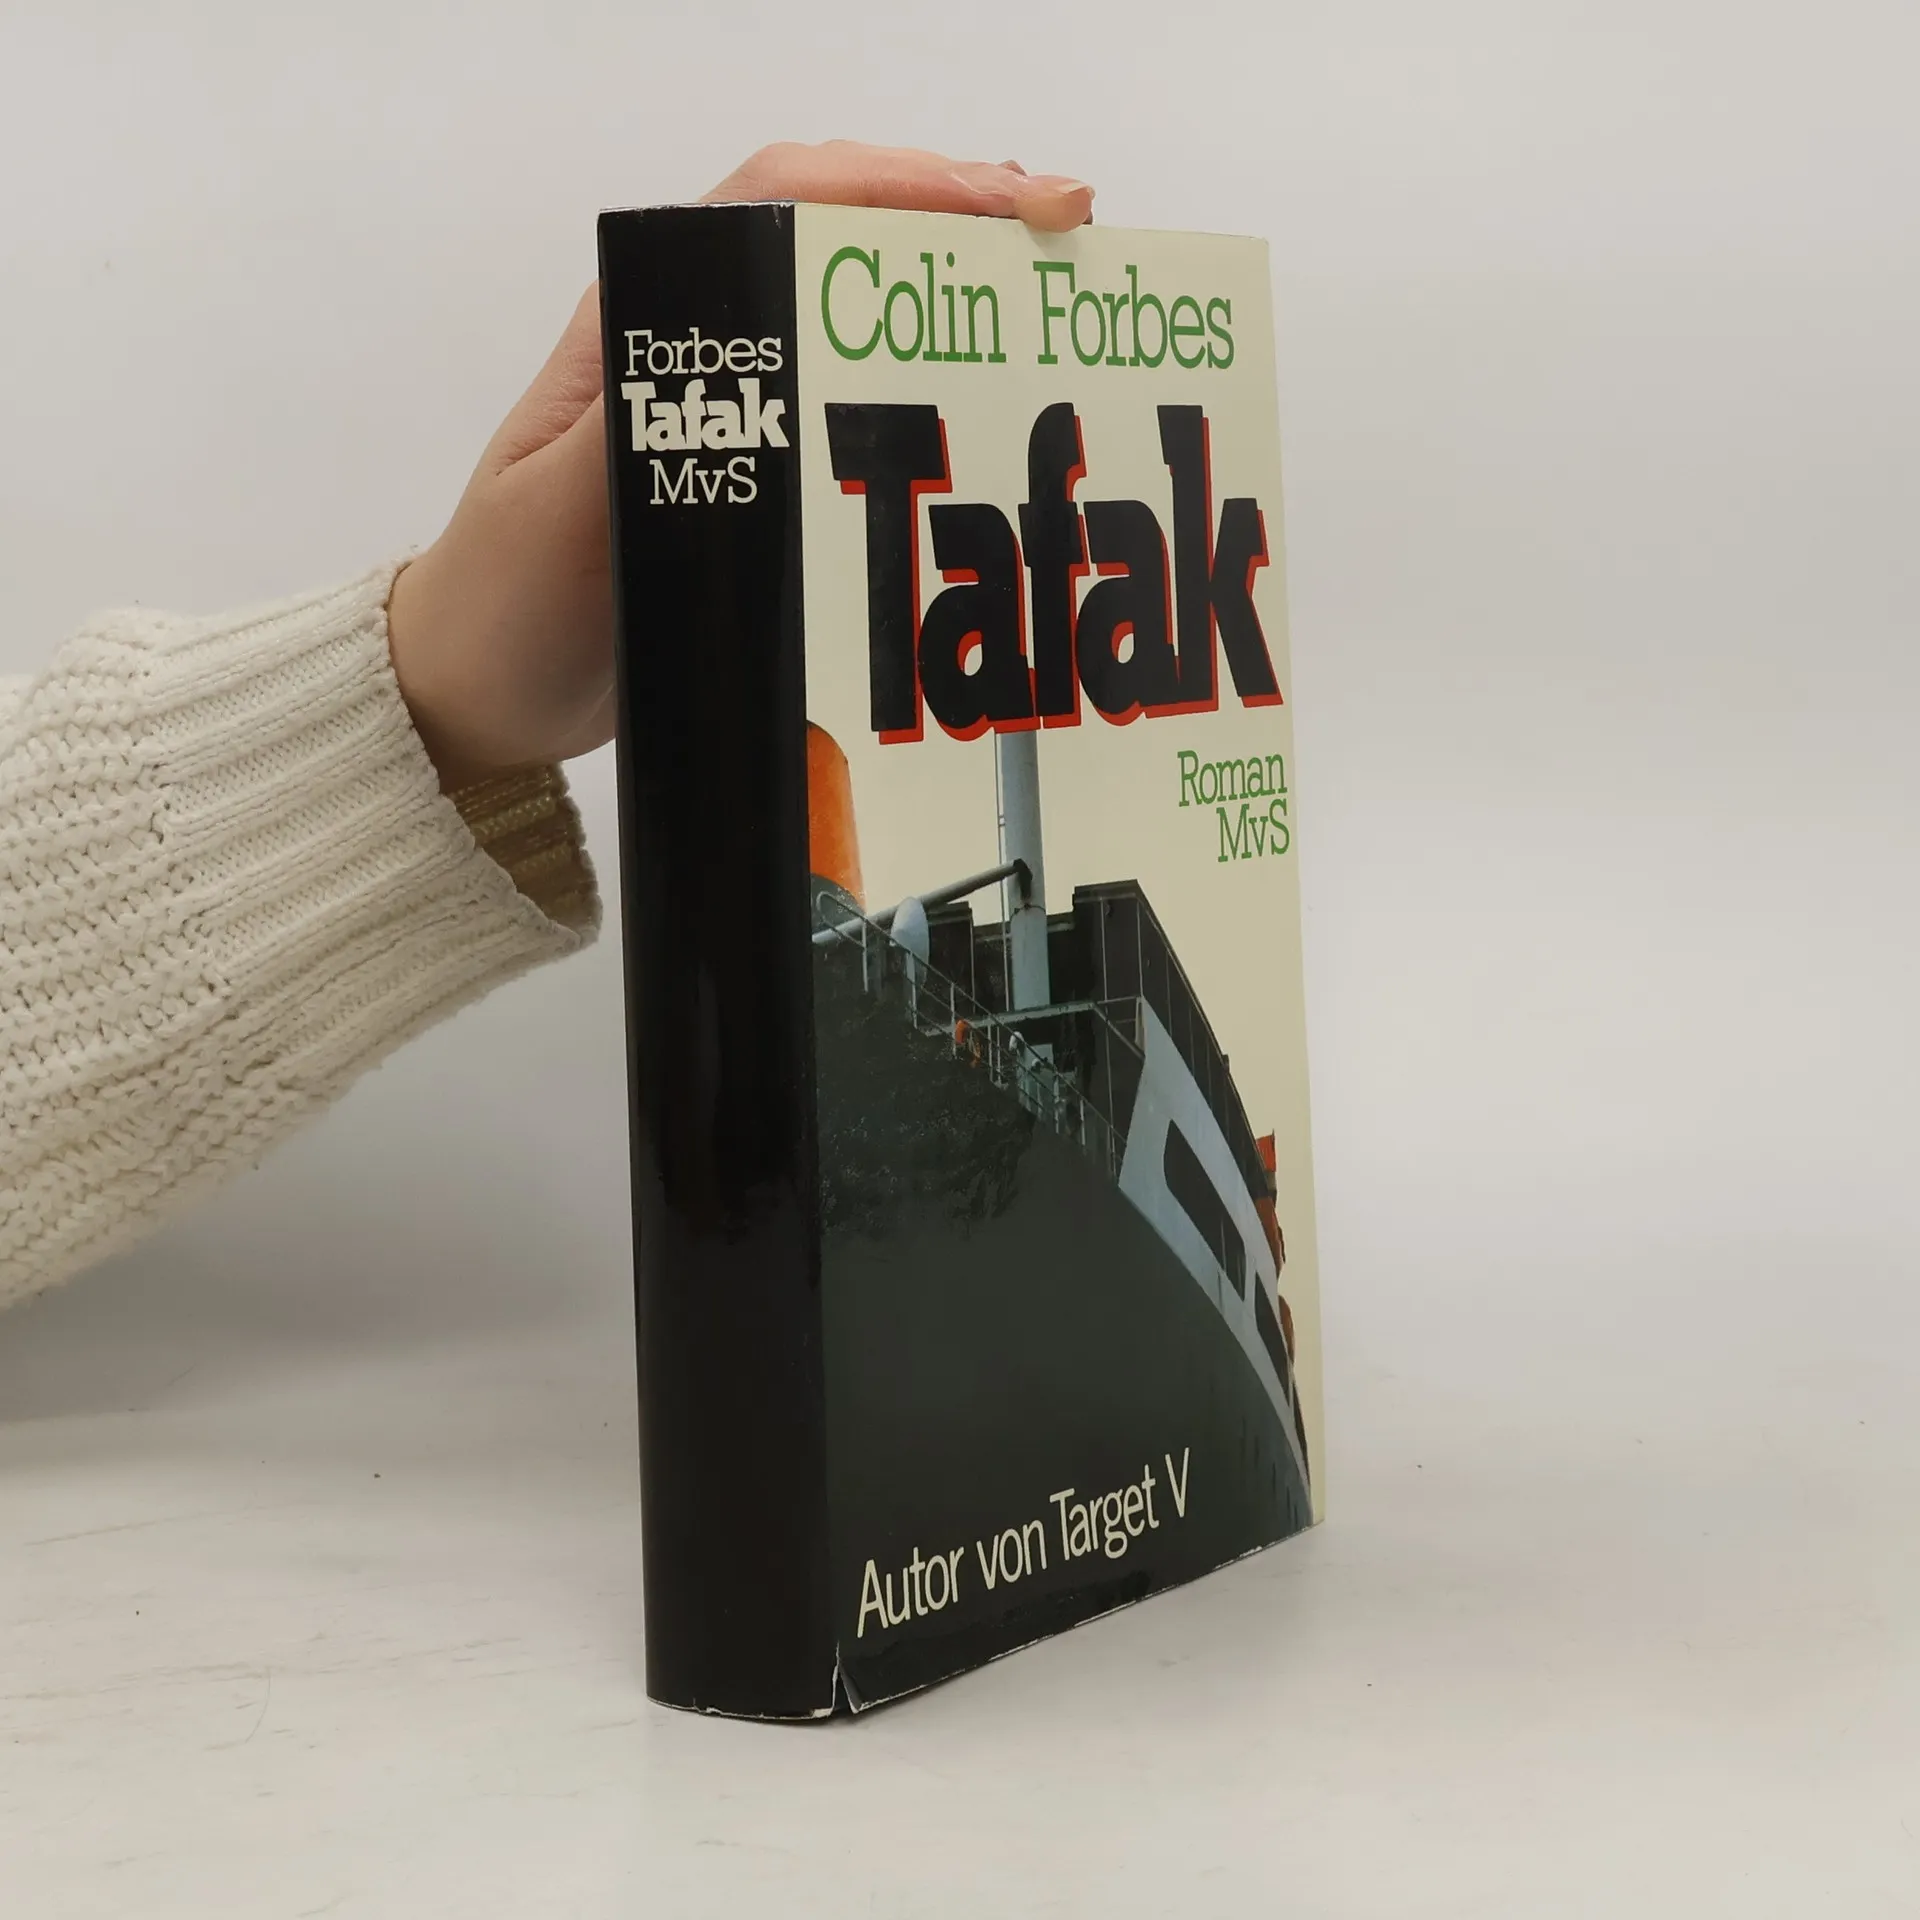 Forbes
Tafak
MvS
Colin Forbes
Tafak
Roman
MvS
Autor von Target V